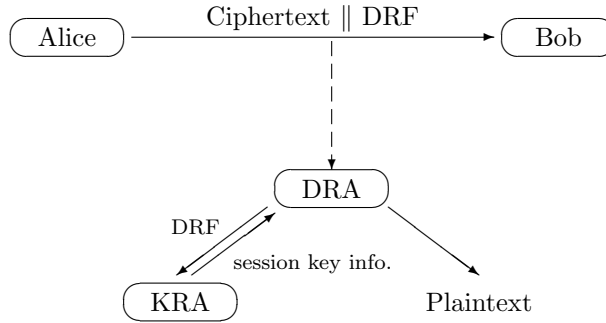 Ciphertext ∥ DRF
Alice
Bob
DRA
DRF
session key info.
KRA
Plaintext